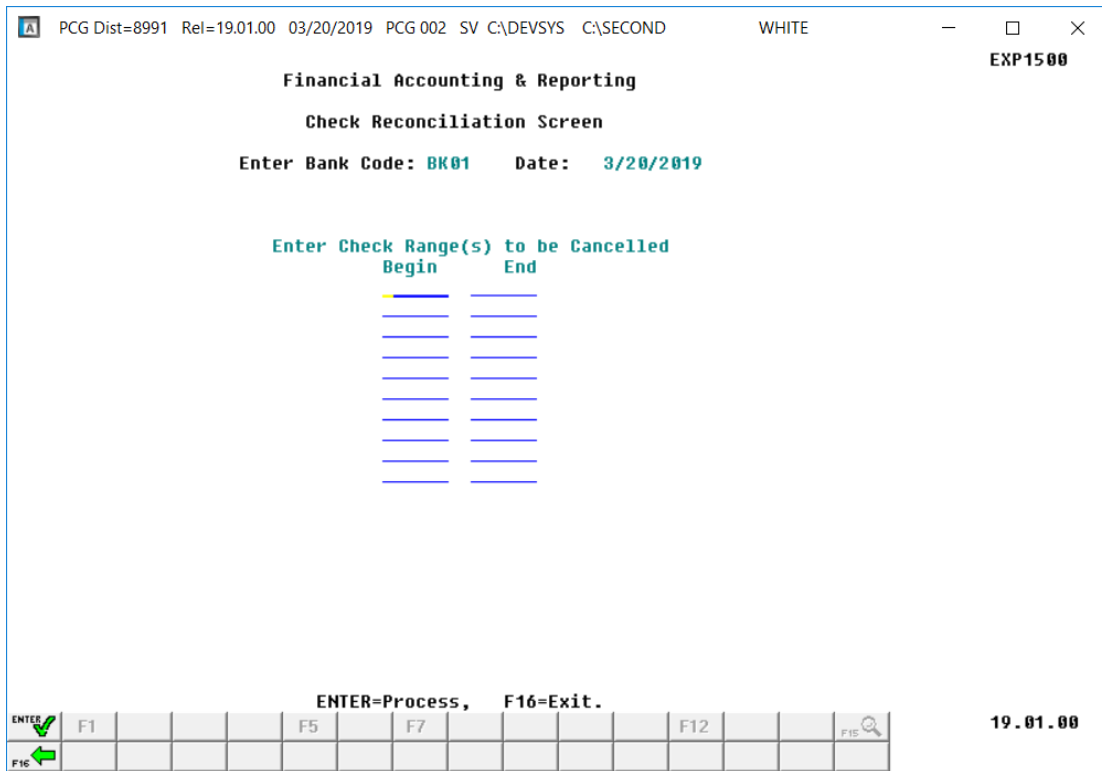 A PCG Dist=8991 Rel=19.01.00 03/20/2019 PCG 002 SV C:\DEVSYS C:\SECOND WHITE
EXP1500
Financial Accounting & Reporting
Check Reconciliation Screen
Enter Bank Code: BK01 Date: 3/20/2019
Enter Check Range(s) to be Cancelled
Begin End
ENTER=Process, F16=Exit.
ENTER F1 F5 F7 F12 F15 19.01.00
F16